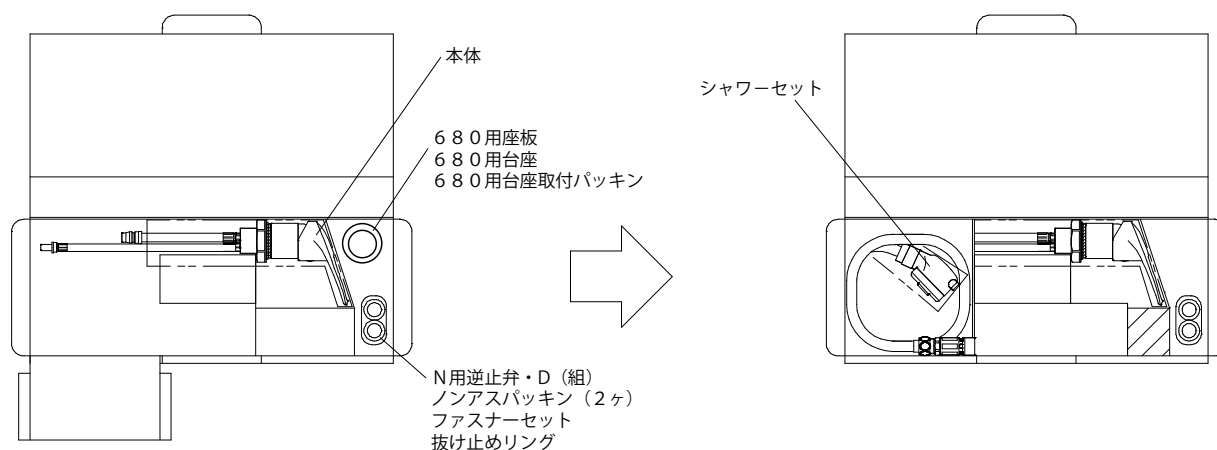 本体
６８０用座板
６８０用台座
６８０用台座取付パッキン
Ｎ用逆止弁・Ｄ（組）
ノンアスパッキン（２ヶ）
ファスナーセット
抜け止めリング
シャワーセット